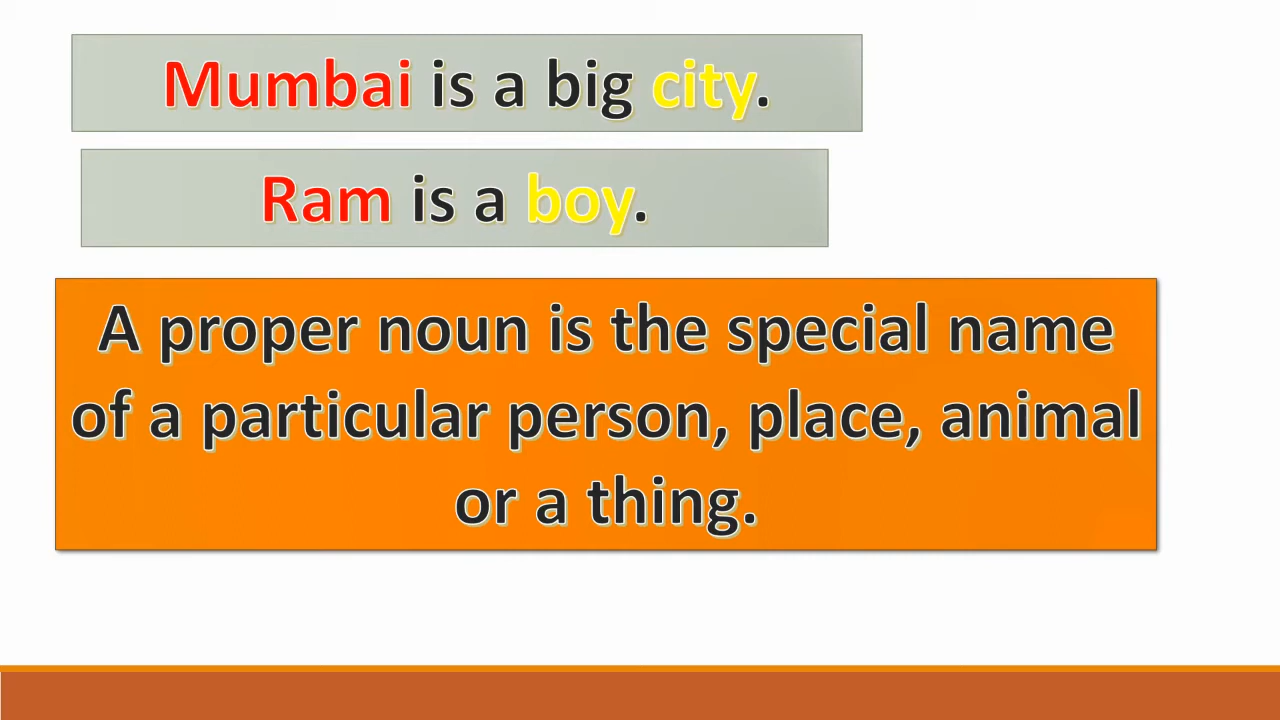 Mumbai is a big city.
Ram is a boy.
A proper noun is the special name
of a particular person, place, animal
or a thing.